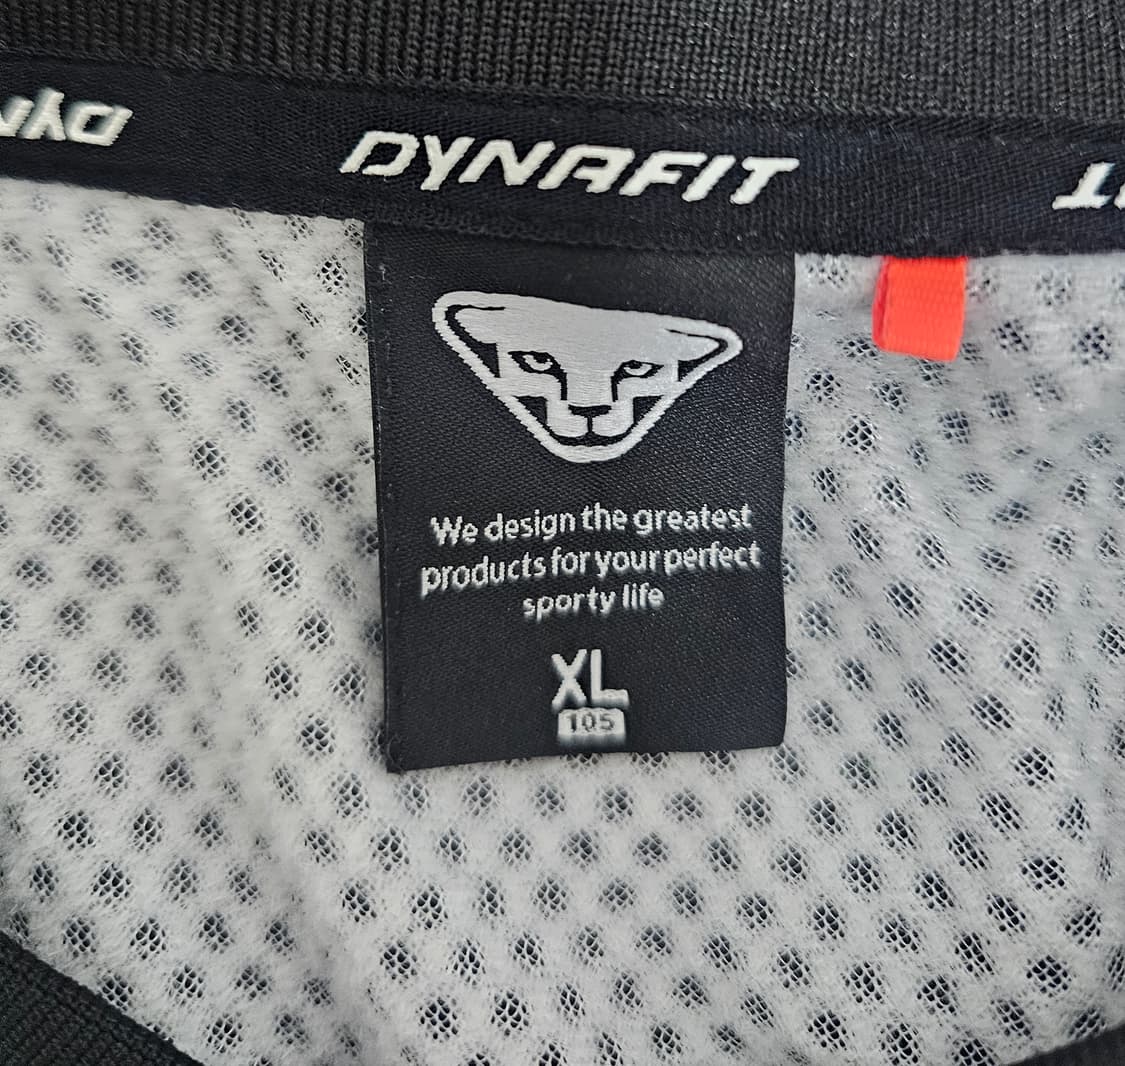 DYNAFIT
We design the greatest
products for your perfect
sporty life
XL
105